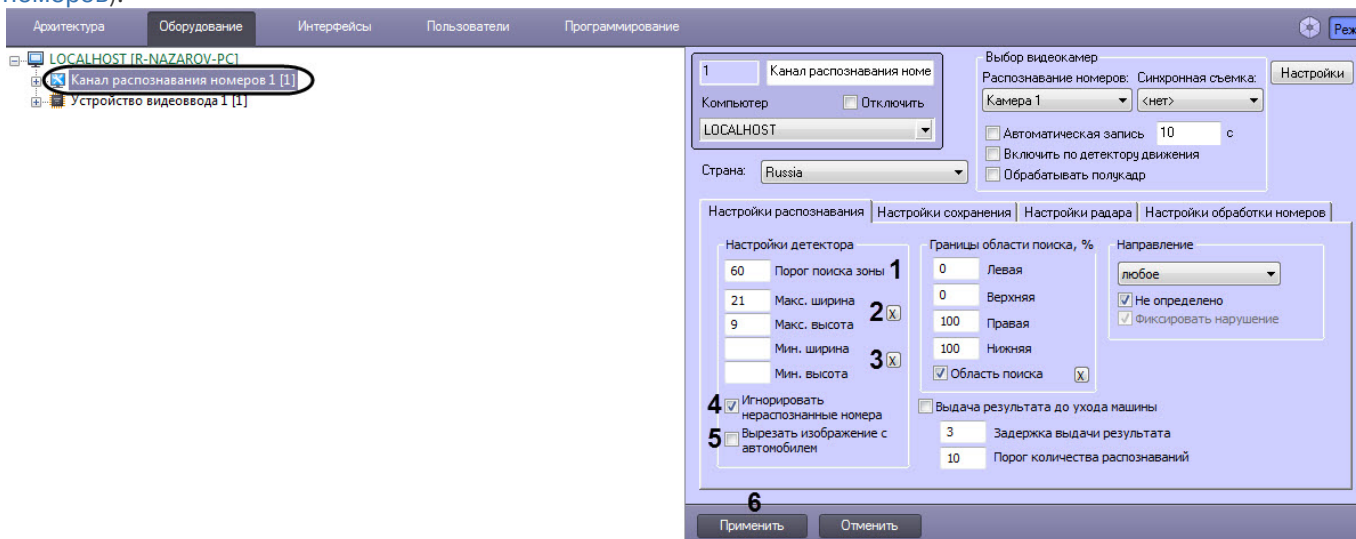 номеров).
Архитектура Оборудование Интерфейсы Пользователи Программирование Реж
LOCALHOST [R-NAZAROV-PC]
Канал распознавания номеров 1 [1]
Устройство видеоввода 1 [1]
1 Канал распознавания номе
Компьютер Отключить
LOCALHOST
Страна: Russia
Выбор видеокамер
Распознавание номеров: Синхронная съемка:
Камера 1 <нет>
Настройки
Автоматическая запись 10 с
Включить по детектору движения
Обрабатывать полукадр
Настройки распознавания Настройки сохранения Настройки радара Настройки обработки номеров
Настройки детектора
60 Порог поиска зоны 1
21 Макс. ширина
2 X
9 Макс. высота
Мин. ширина
3 X
Мин. высота
4 Игнорировать
нераспознанные номера
5 Вырезать изображение с
автомобилем
Границы области поиска, %
0 Левая
0 Верхняя
100 Правая
100 Нижняя
Область поиска X
Направление
любое
Не определено
Фиксировать нарушение
Выдача результата до ухода машины
3 Задержка выдачи результата
10 Порог количества распознаваний
6
Применить Отменить